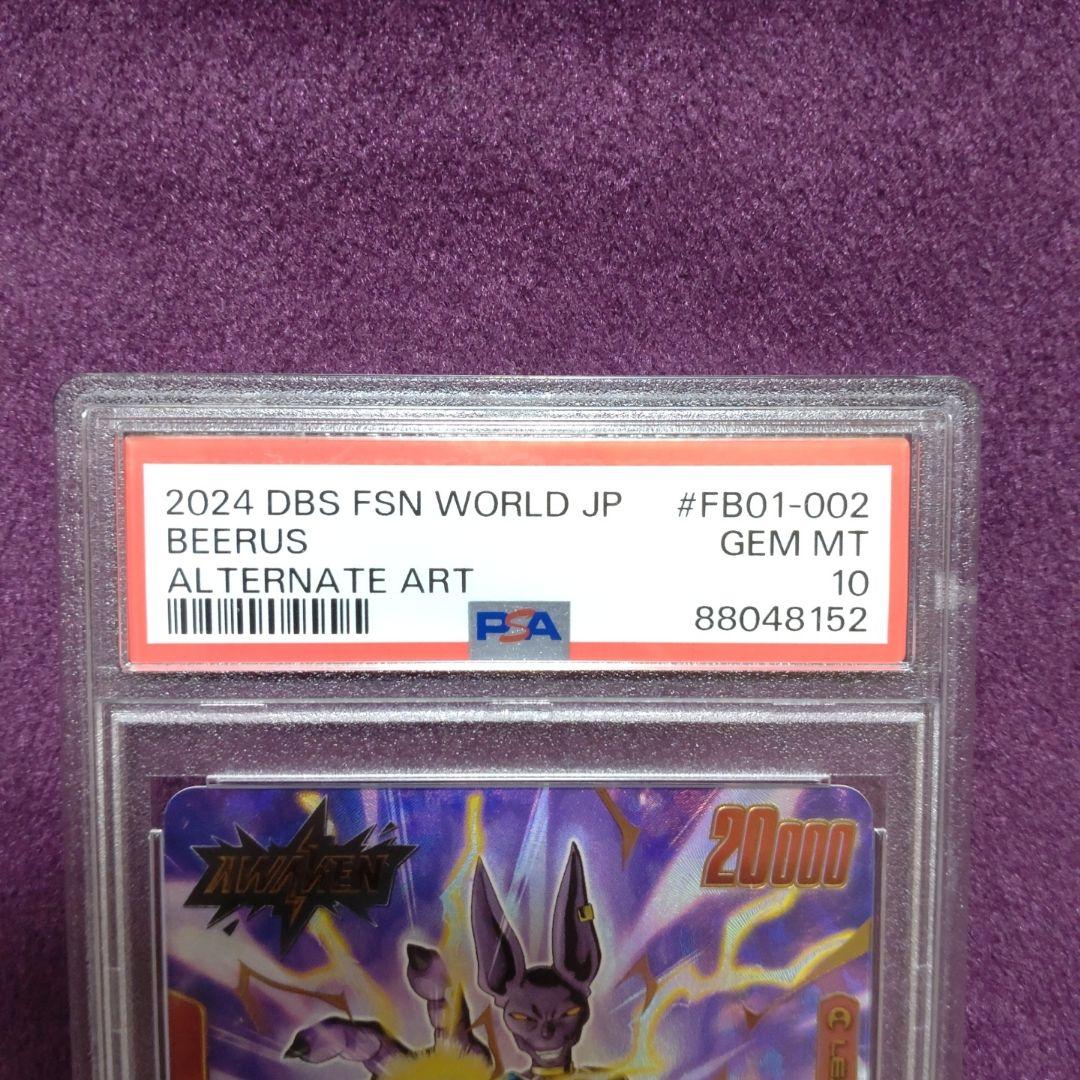 2024 DBS FSN WORLD JP #FB01-002
BEERUS GEM MT
ALTERNATE ART 10
PSA 88048152
AWAKEN 20000